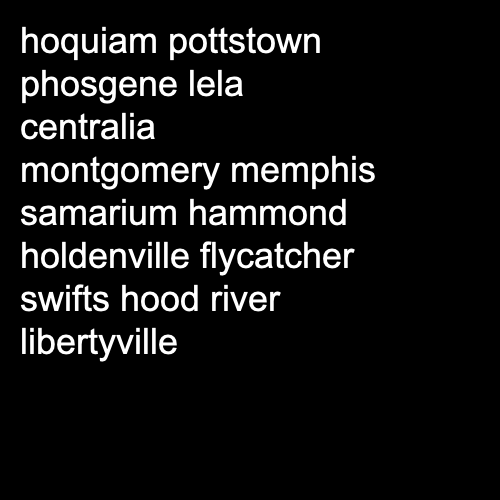 hoquiam pottstown
phosgene lela
centralia
montgomery memphis
samarium hammond
holdenville flycatcher
swifts hood river
libertyville